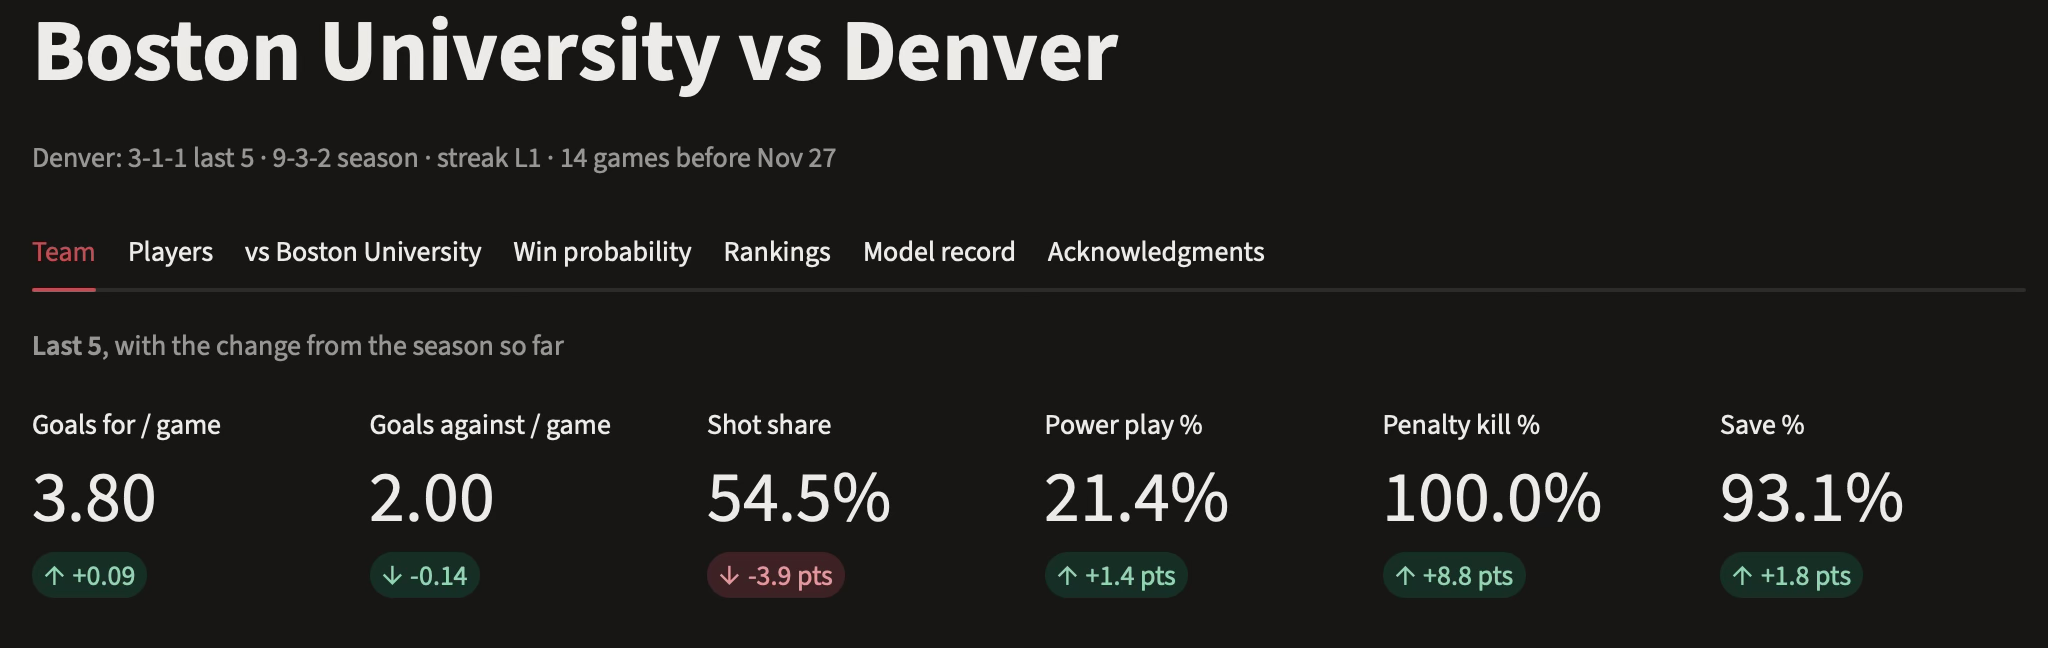 Boston University vs Denver
Denver: 3-1-1 last 5 · 9-3-2 season · streak L1 · 14 games before Nov 27
Team Players vs Boston University Win probability Rankings Model record Acknowledgments
Last 5, with the change from the season so far
Goals for / game Goals against / game Shot share Power play % Penalty kill % Save %
3.80 2.00 54.5% 21.4% 100.0% 93.1%
↑ +0.09 ↓ -0.14 ↓ -3.9 pts ↑ +1.4 pts ↑ +8.8 pts ↑ +1.8 pts